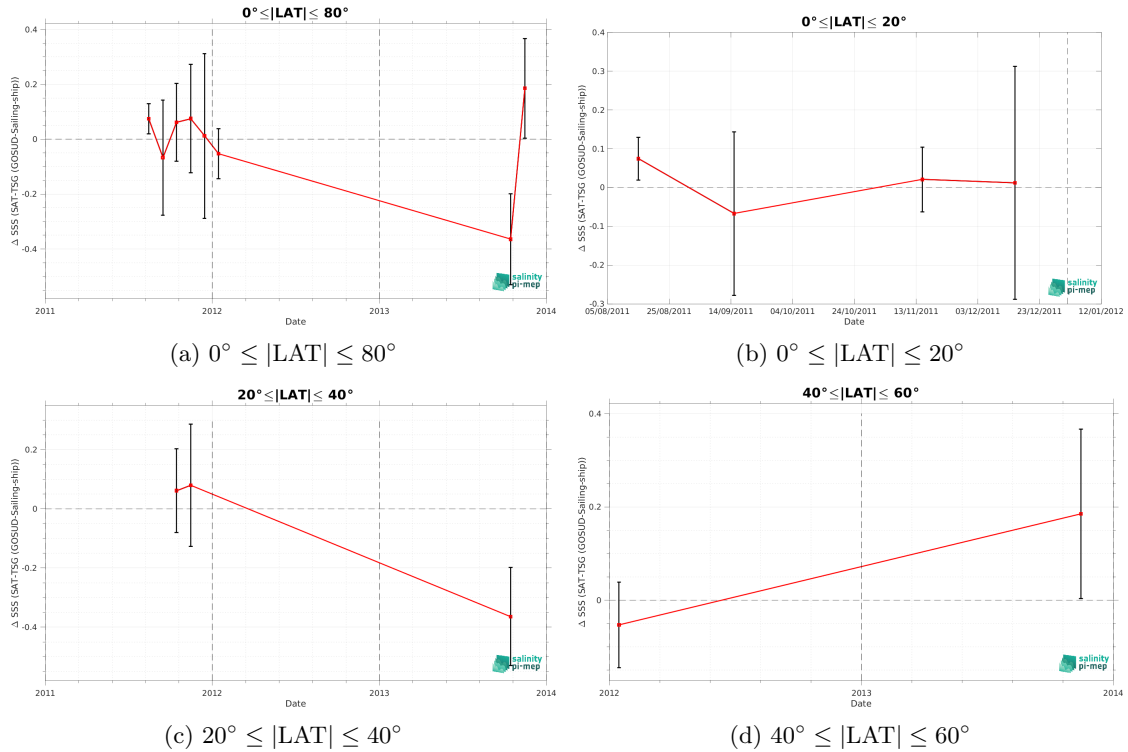 0°≤|LAT|≤ 80°
Δ SSS (SAT-TSG (GOSUD-Sailing-ship))
0.4
0.2
0
-0.2
-0.4
salinity
pi-mep
2011
2012
2013
2014
Date
(a) 0° ≤ |LAT| ≤ 80°
0°≤|LAT|≤ 20°
Δ SSS (SAT-TSG (GOSUD-Sailing-ship))
0.4
0.3
0.2
0.1
0
-0.1
-0.2
-0.3
salinity
pi-mep
05/08/2011
25/08/2011
14/09/2011
04/10/2011
24/10/2011
13/11/2011
03/12/2011
23/12/2011
12/01/2012
Date
(b) 0° ≤ |LAT| ≤ 20°
20°≤|LAT|≤ 40°
Δ SSS (SAT-TSG (GOSUD-Sailing-ship))
0.2
0
-0.2
-0.4
salinity
pi-mep
2011
2012
2013
2014
Date
(c) 20° ≤ |LAT| ≤ 40°
40°≤|LAT|≤ 60°
Δ SSS (SAT-TSG (GOSUD-Sailing-ship))
0.4
0.2
0
salinity
pi-mep
2012
2013
2014
Date
(d) 40° ≤ |LAT| ≤ 60°